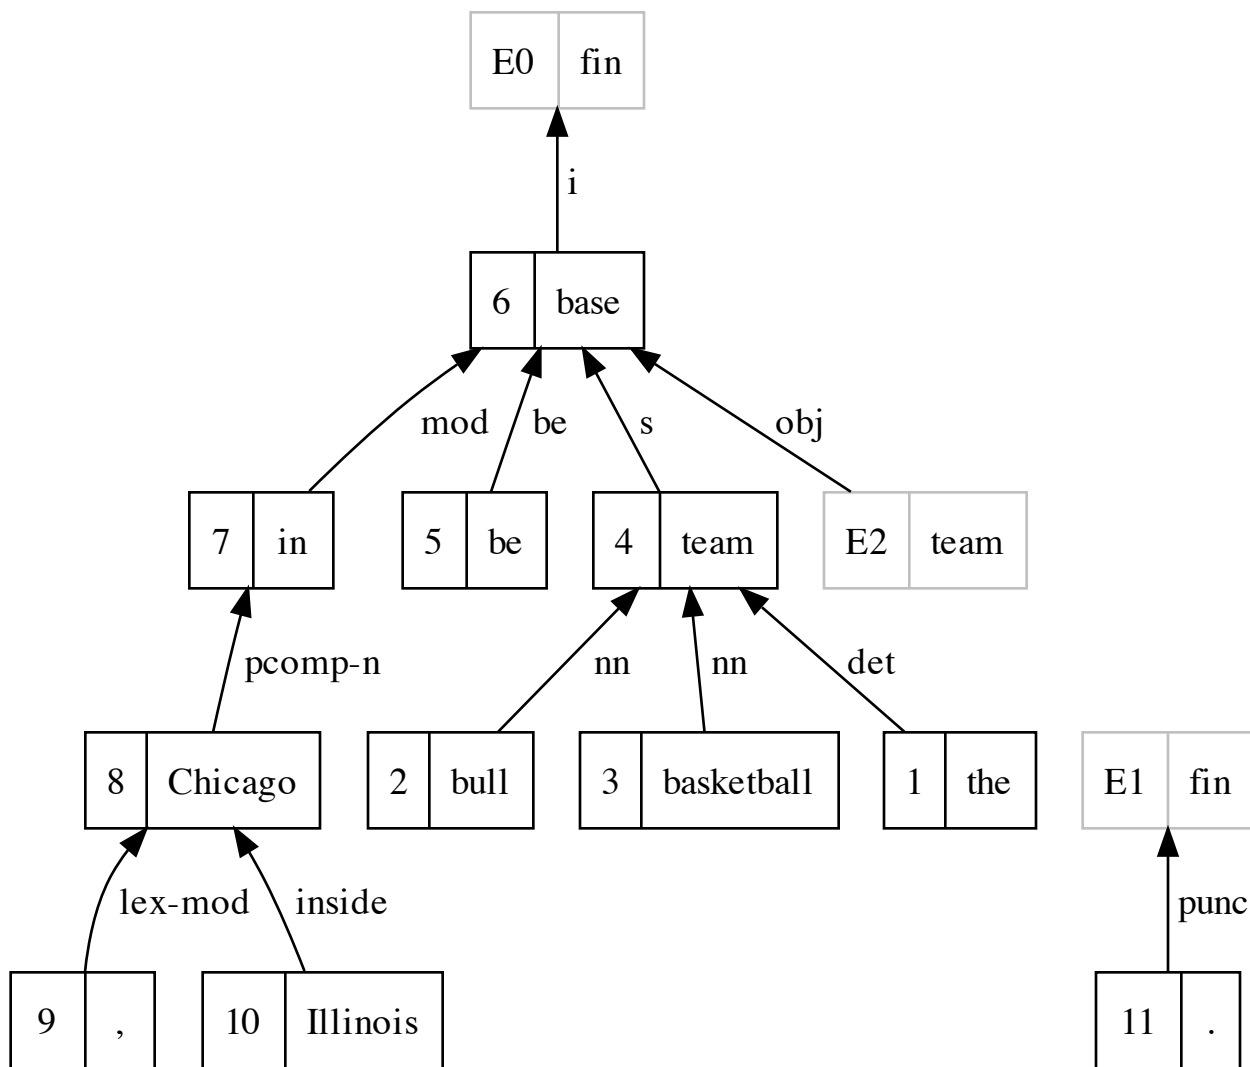 E0 fin
i
6 base
mod be s obj
7 in 5 be 4 team E2 team
pcomp-n nn nn det
8 Chicago 2 bull 3 basketball 1 the E1 fin
lex-mod inside punc
9 , 10 Illinois 11 .